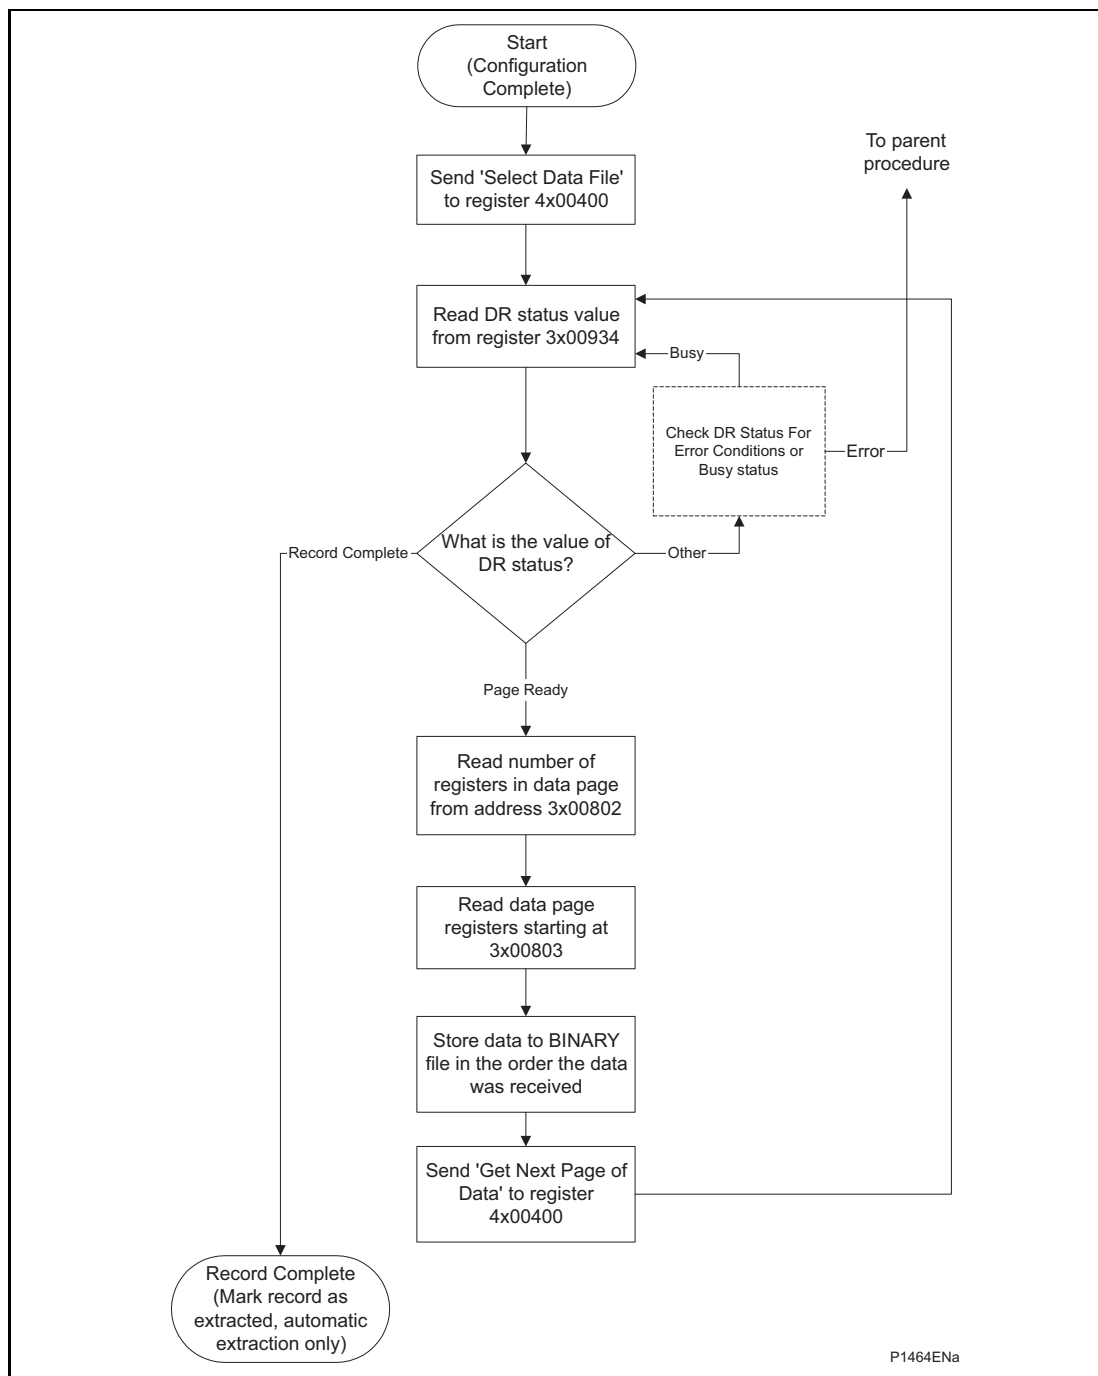 Start
(Configuration
Complete)
To parent
procedure
Send 'Select Data File'
to register 4x00400
Read DR status value
from register 3x00934
Busy
Check DR Status For
Error Conditions or
Busy status
Error
What is the value of
DR status?
Record Complete
Other
Page Ready
Read number of
registers in data page
from address 3x00802
Read data page
registers starting at
3x00803
Store data to BINARY
file in the order the data
was received
Send 'Get Next Page of
Data' to register
4x00400
Record Complete
(Mark record as
extracted, automatic
extraction only)
P1464ENa